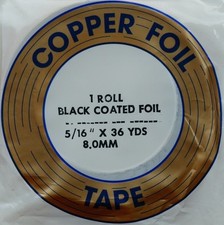 COPPER FOIL
1 ROLL
BLACK COATED FOIL
5/16" X 36 YDS
8,0MM
TAPE